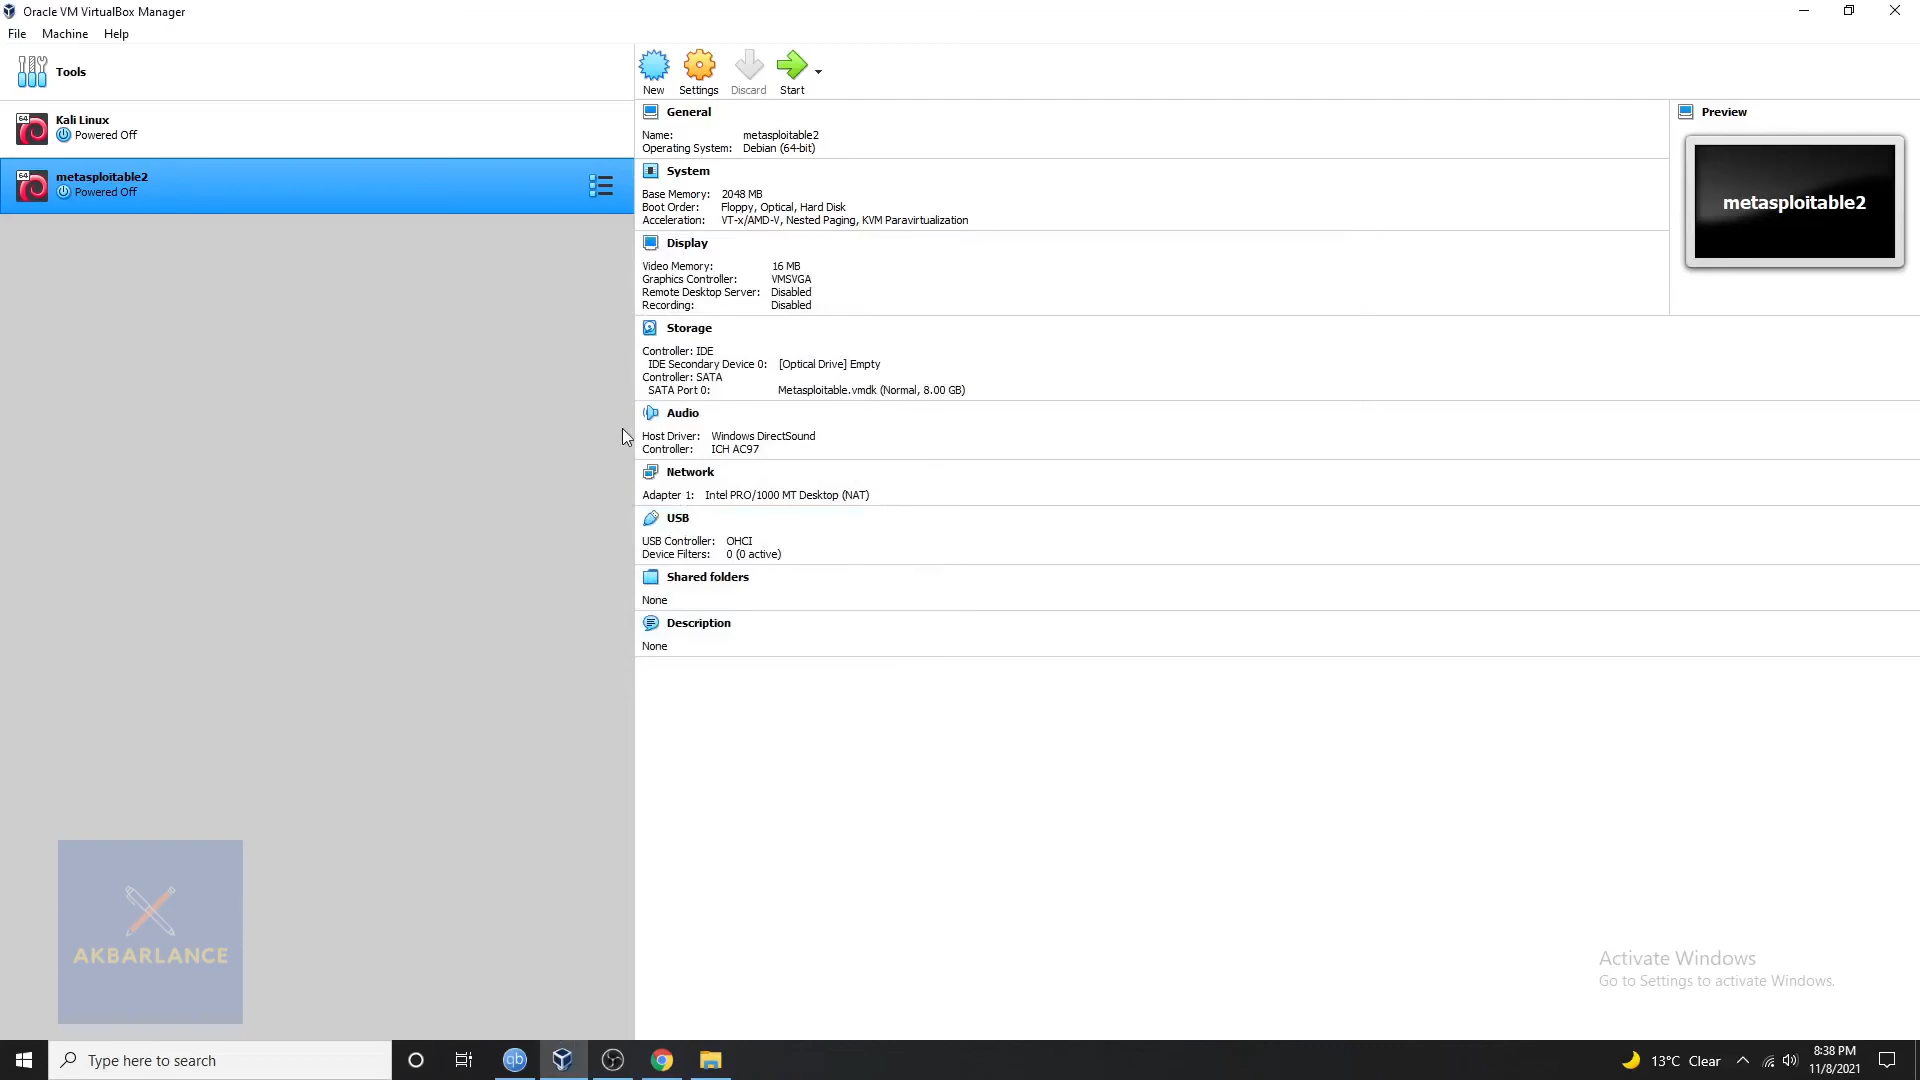 Oracle VM VirtualBox Manager
File Machine Help
Tools
64
Kali Linux
Powered Off
64
metasploitable2
Powered Off
New Settings Discard Start
General
Name: metasploitable2
Operating System: Debian (64-bit)
System
Base Memory: 2048 MB
Boot Order: Floppy, Optical, Hard Disk
Acceleration: VT-x/AMD-V, Nested Paging, KVM Paravirtualization
Display
Video Memory: 16 MB
Graphics Controller: VMSVGA
Remote Desktop Server: Disabled
Recording: Disabled
Storage
Controller: IDE
IDE Secondary Device 0: [Optical Drive] Empty
Controller: SATA
SATA Port 0: Metasploitable.vmdk (Normal, 8.00 GB)
Audio
Host Driver: Windows DirectSound
Controller: ICH AC97
Network
Adapter 1: Intel PRO/1000 MT Desktop (NAT)
USB
USB Controller: OHCI
Device Filters: 0 (0 active)
Shared folders
None
Description
None
Preview
metasploitable2
AKBARLANCE
Activate Windows
Go to Settings to activate Windows.
Type here to search
qb
13°C Clear
8:38 PM
11/8/2021